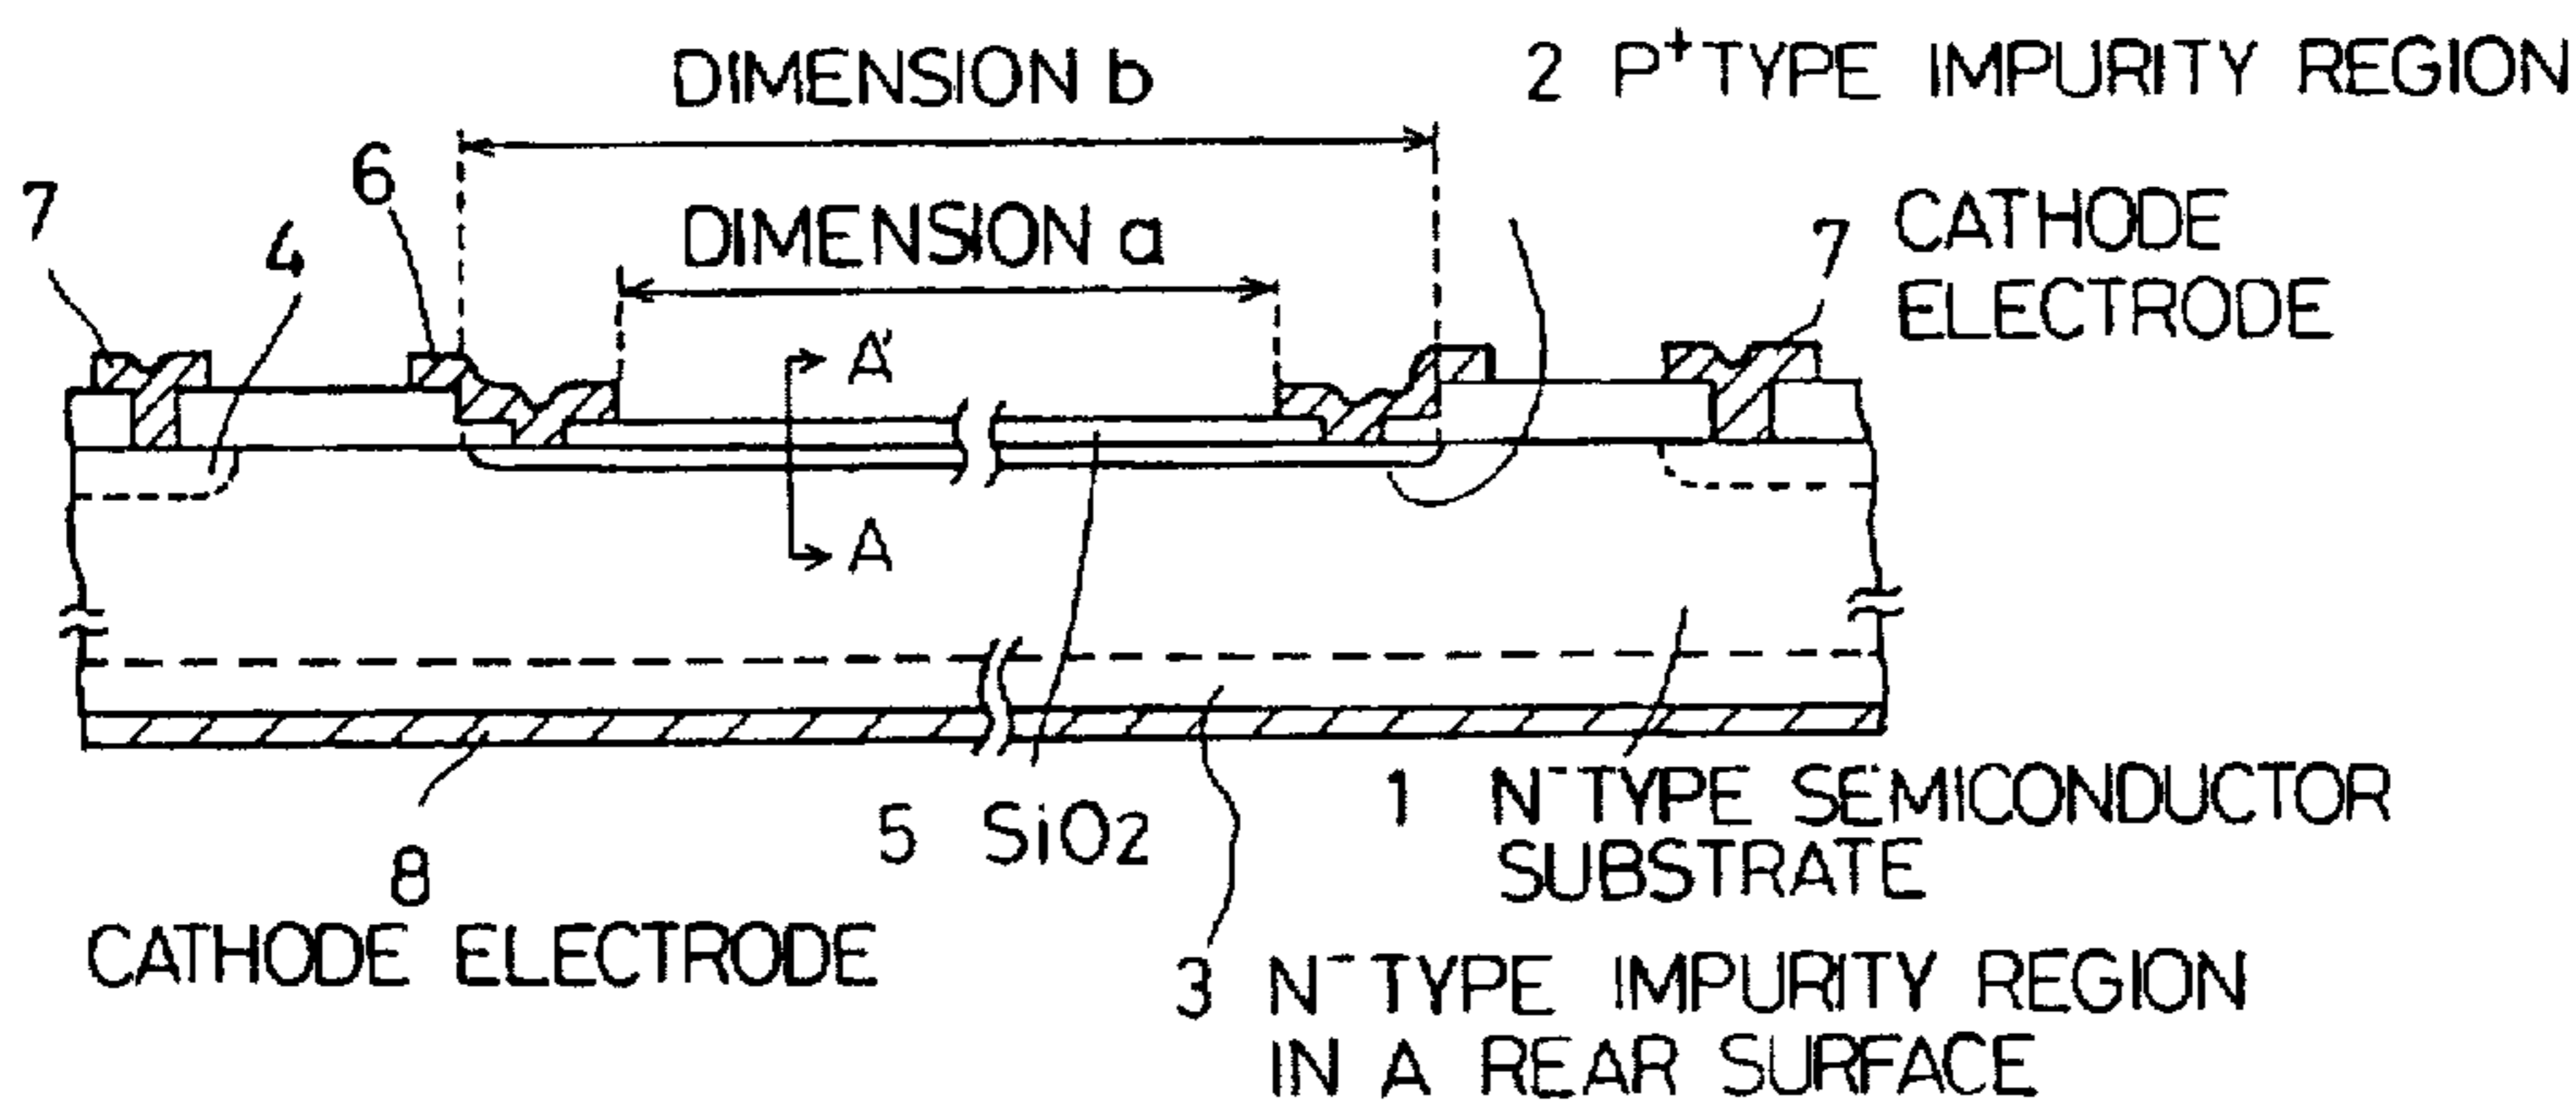 DIMENSION b
2 P⁺TYPE IMPURITY REGION
7
6
4
DIMENSION a
7 CATHODE
ELECTRODE
A'
A
8
CATHODE ELECTRODE
5 SiO2
1 N⁻TYPE SEMICONDUCTOR
SUBSTRATE
3 N⁻TYPE IMPURITY REGION
IN A REAR SURFACE